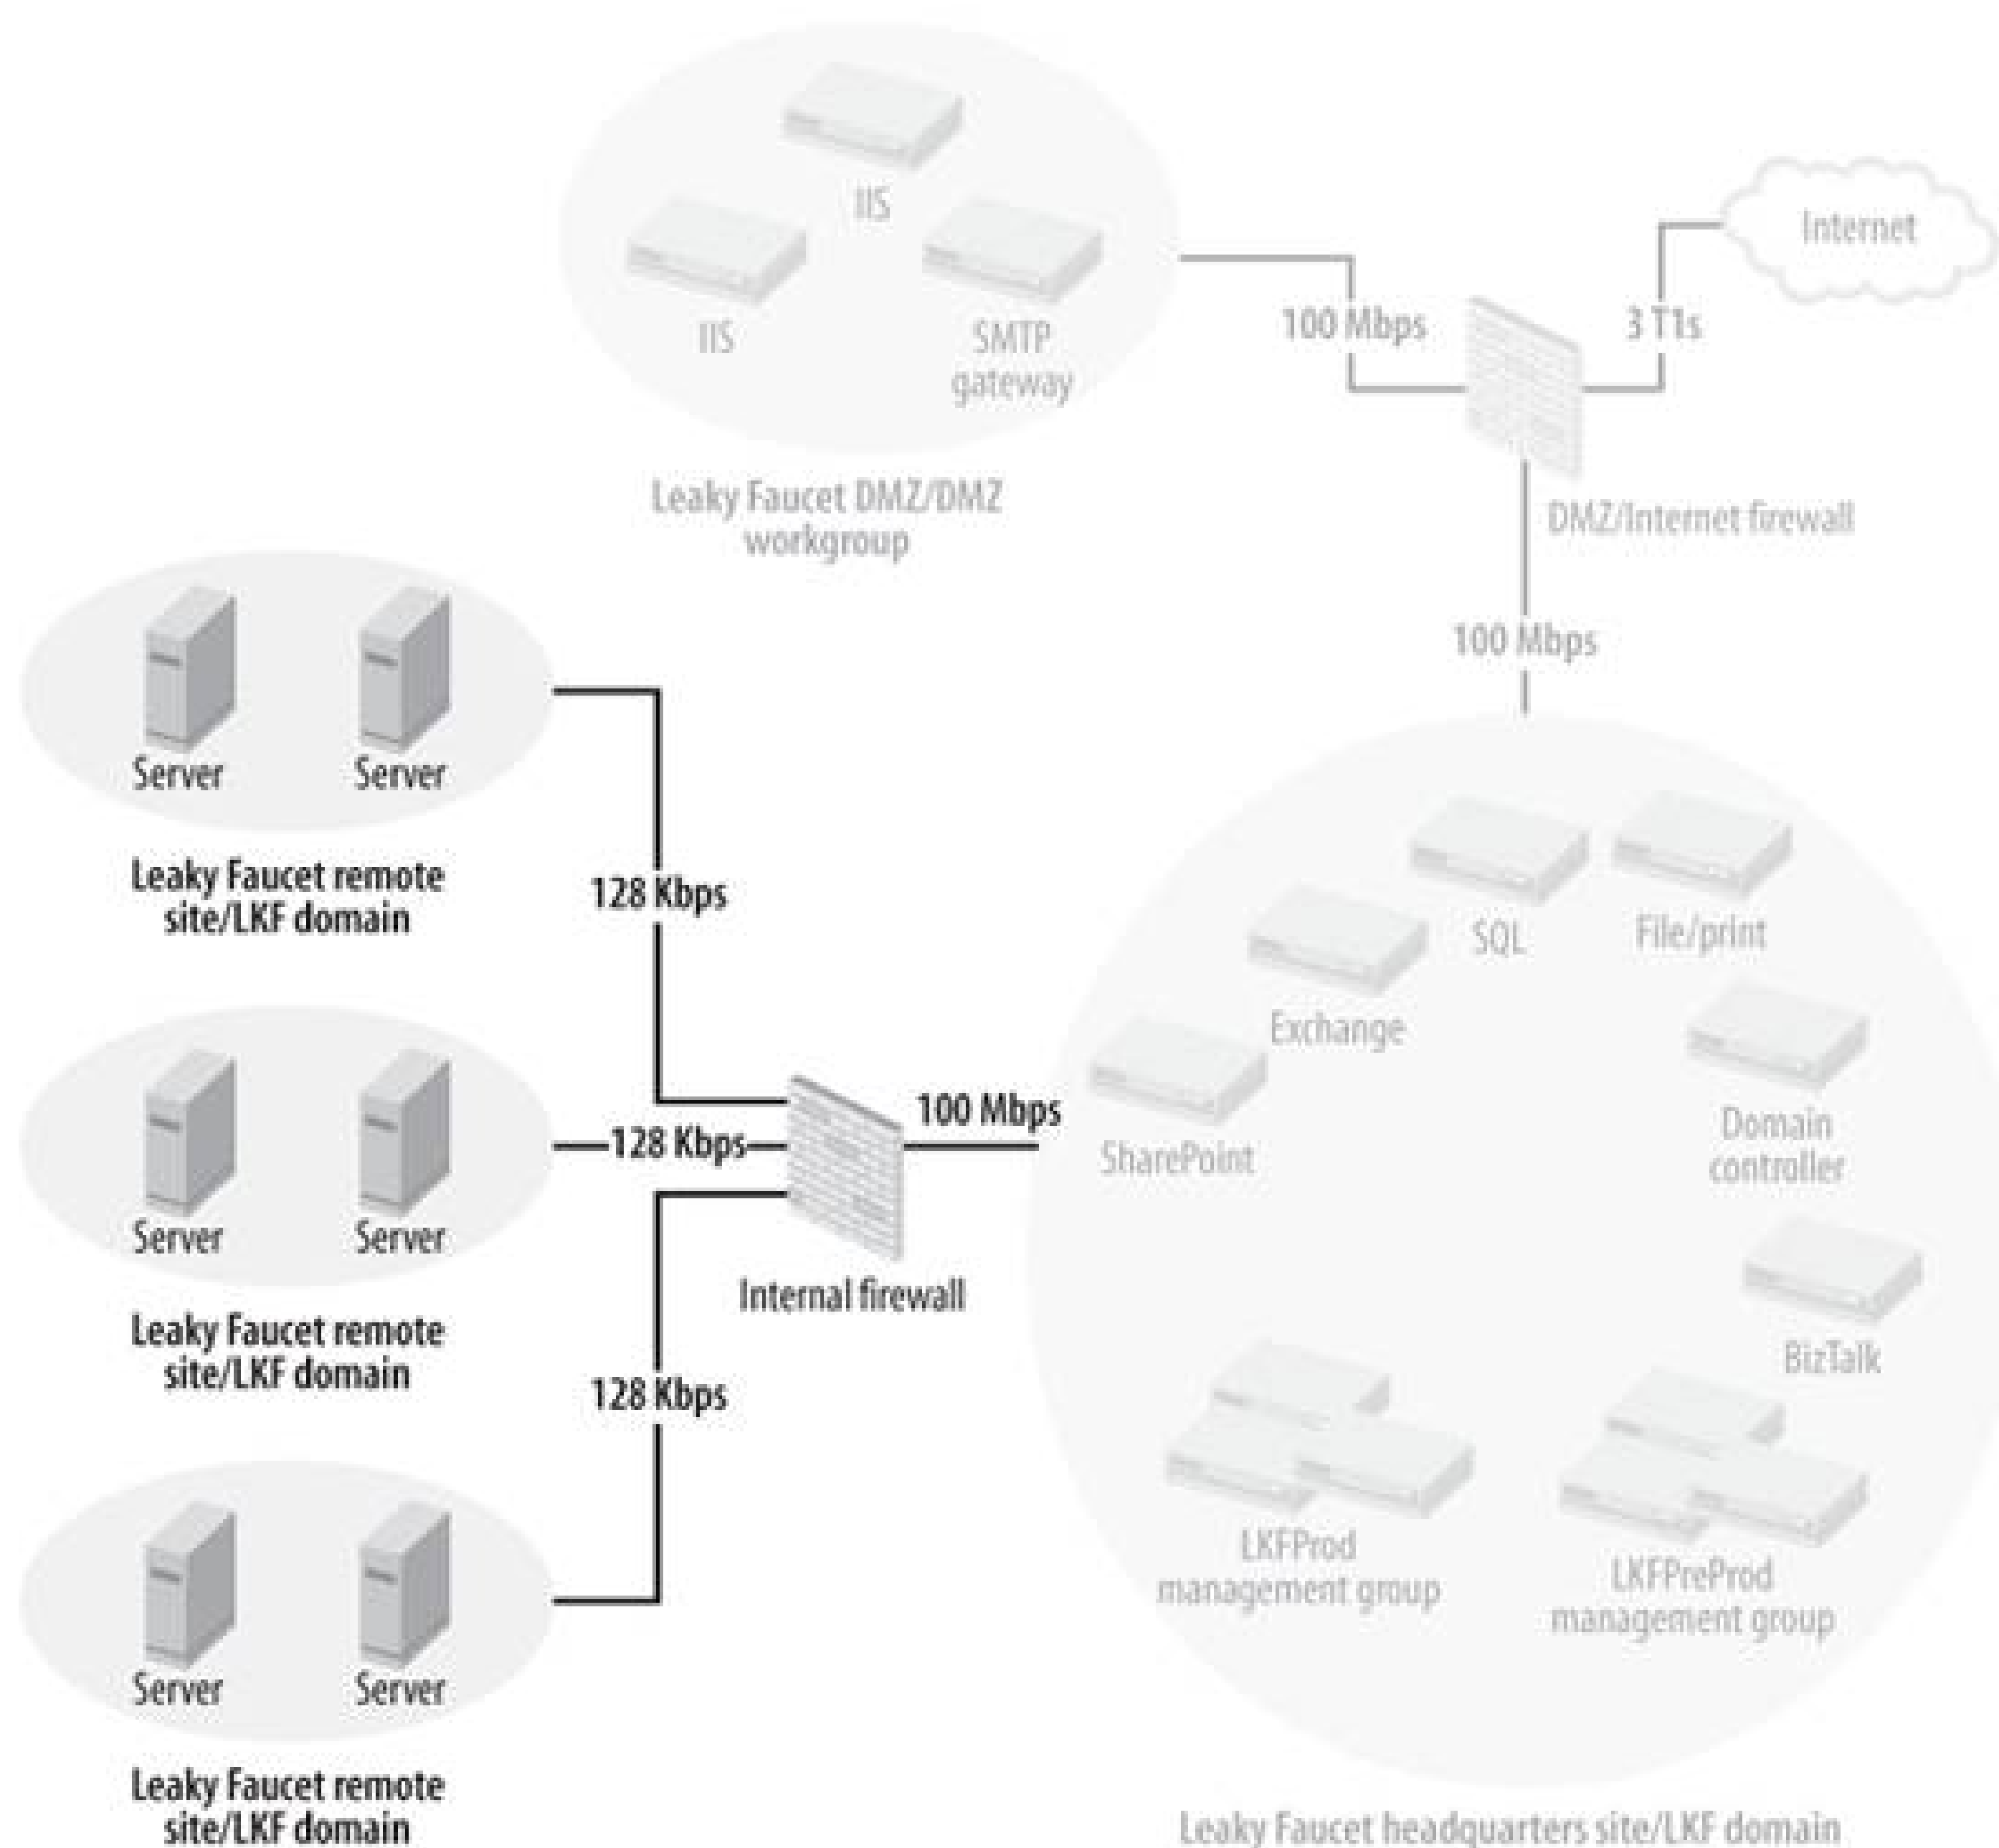 IIS
IIS
SMTP
gateway
Leaky Faucet DMZ/DMZ
workgroup
Internet
100 Mbps
3 T1s
DMZ/Internet firewall
100 Mbps
Server
Server
Leaky Faucet remote
site/LKF domain
128 Kbps
Server
Server
Leaky Faucet remote
site/LKF domain
128 Kbps
Internal firewall
100 Mbps
128 Kbps
Server
Server
Leaky Faucet remote
site/LKF domain
SQL
File/print
Exchange
SharePoint
Domain
controller
BizTalk
LKFProd
management group
LKFPreProd
management group
Leaky Faucet headquarters site/LKF domain